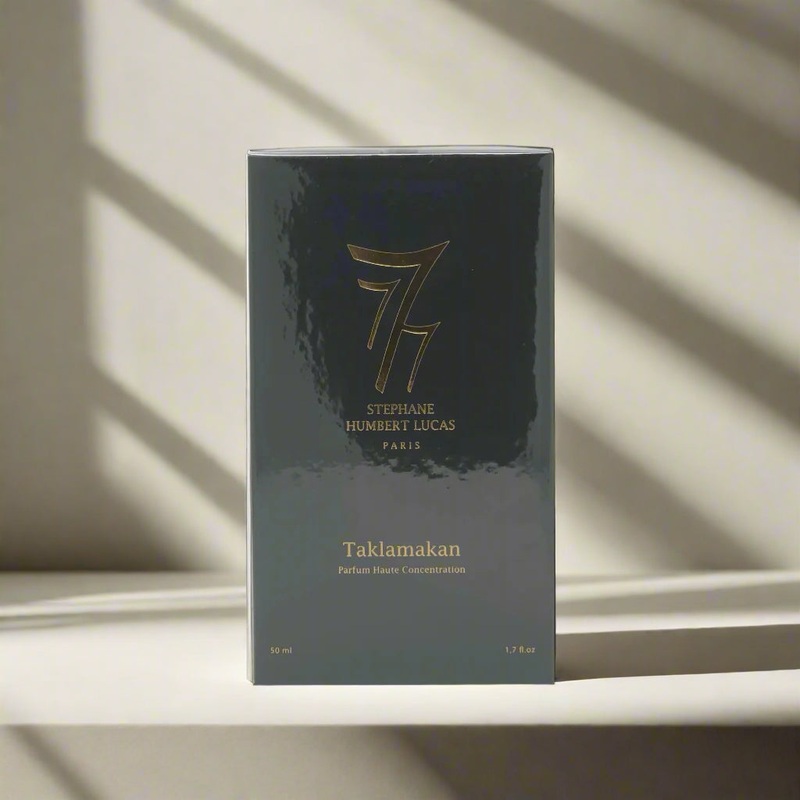 STEPHANE
HUMBERT LUCAS
PARIS
Taklamakan
Parfum Haute Concentration
50 ml 1,7 fl.oz